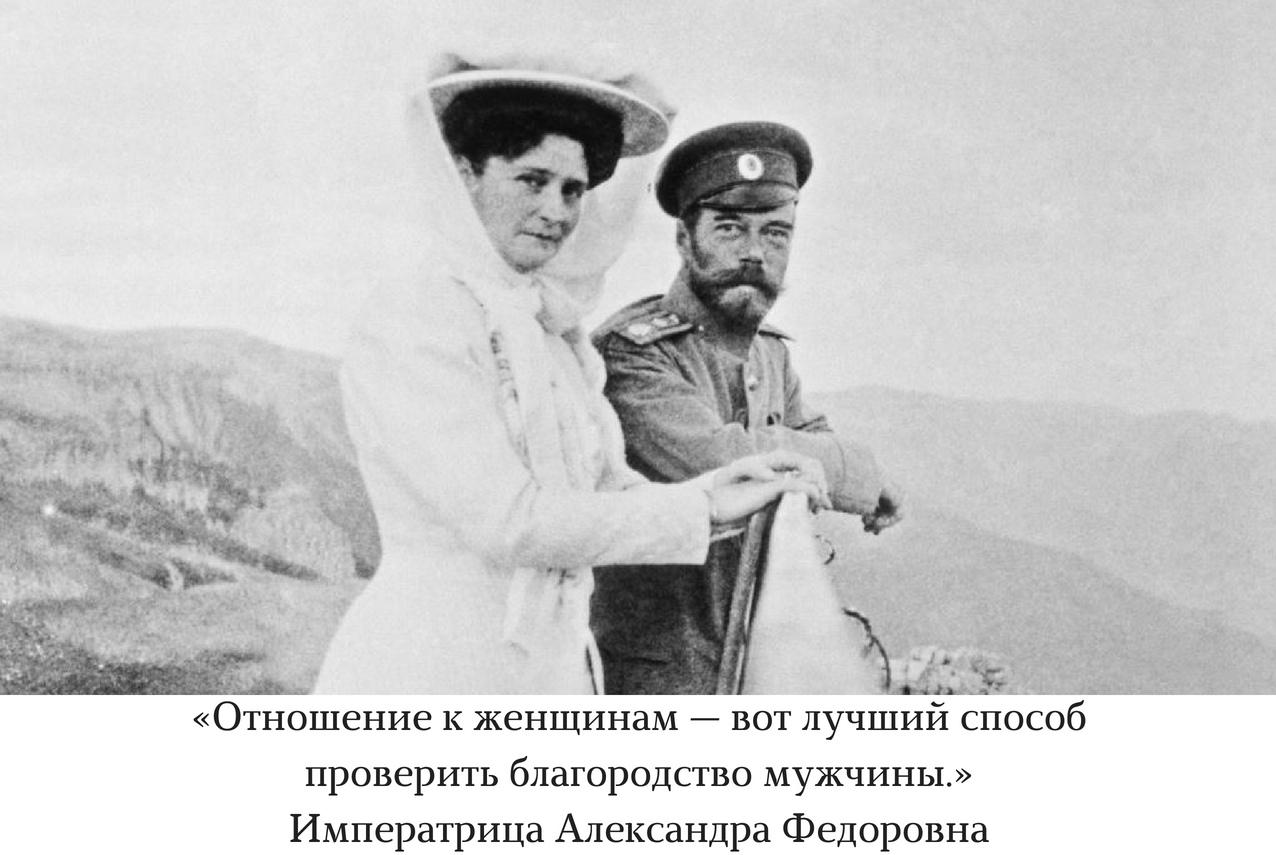 «Отношение к женщинам — вот лучший способ
проверить благородство мужчины.»
Императрица Александра Федоровна